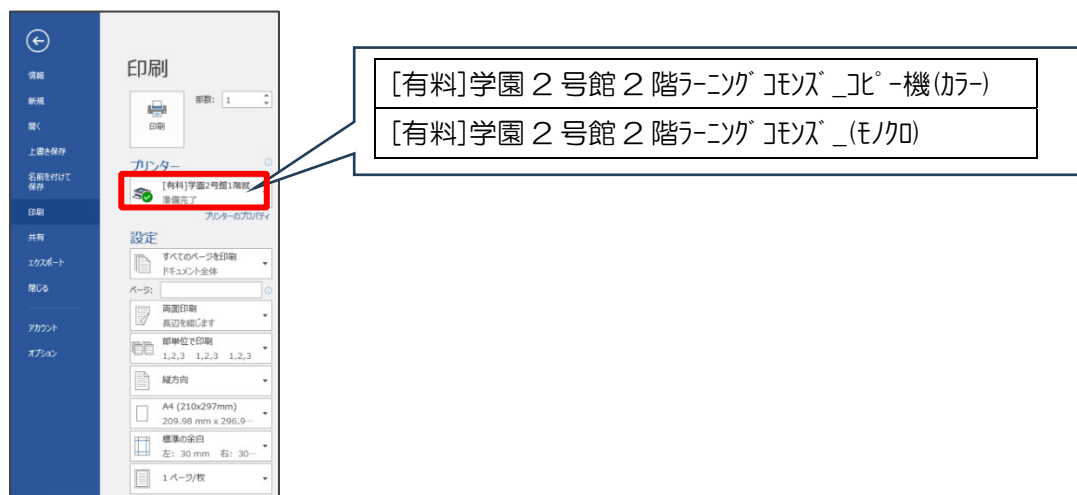 情報
新規
開く
上書き保存
名前を付けて
保存
印刷
共有
エクスポート
閉じる
アカウント
オプション
印刷
印刷
部数: 1
プリンター
[有料]学園2号館1階就
準備完了
プリンターのプロパティ
設定
すべてのページを印刷
ドキュメント全体
ページ:
両面印刷
長辺を綴じます
部単位で印刷
1,2,3 1,2,3 1,2,3
縦方向
A4 (210x297mm)
209.98 mm x 296.9…
標準の余白
左: 30 mm 右: 30…
1 ページ/枚
[有料]学園２号館２階ﾗｰﾆﾝｸﾞｺﾓﾝｽﾞ_ｺﾋﾟｰ機(ｶﾗｰ)
[有料]学園２号館２階ﾗｰﾆﾝｸﾞｺﾓﾝｽﾞ_(ﾓﾉｸﾛ)